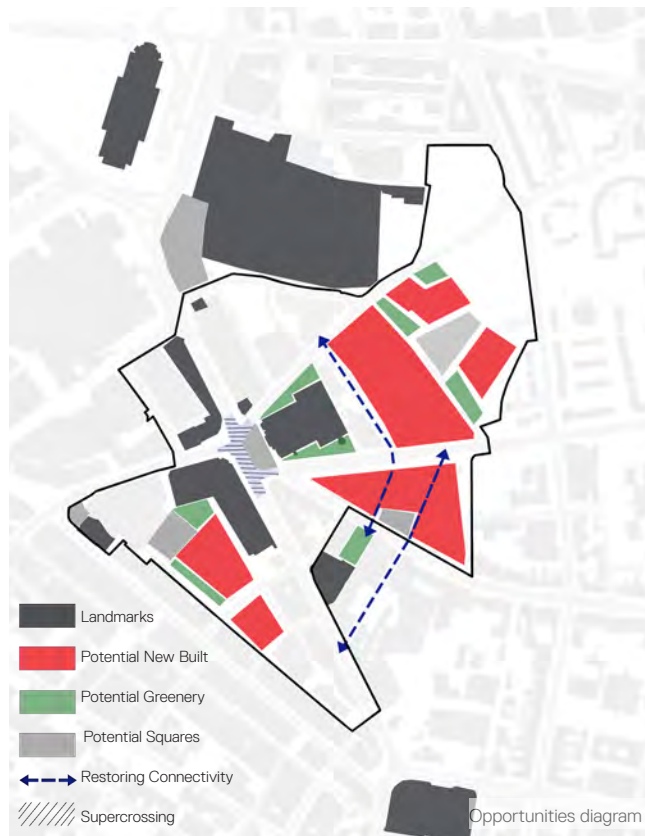 Landmarks
Potential New Built
Potential Greenery
Potential Squares
Restoring Connectivity
Supercrossing
Opportunities diagram